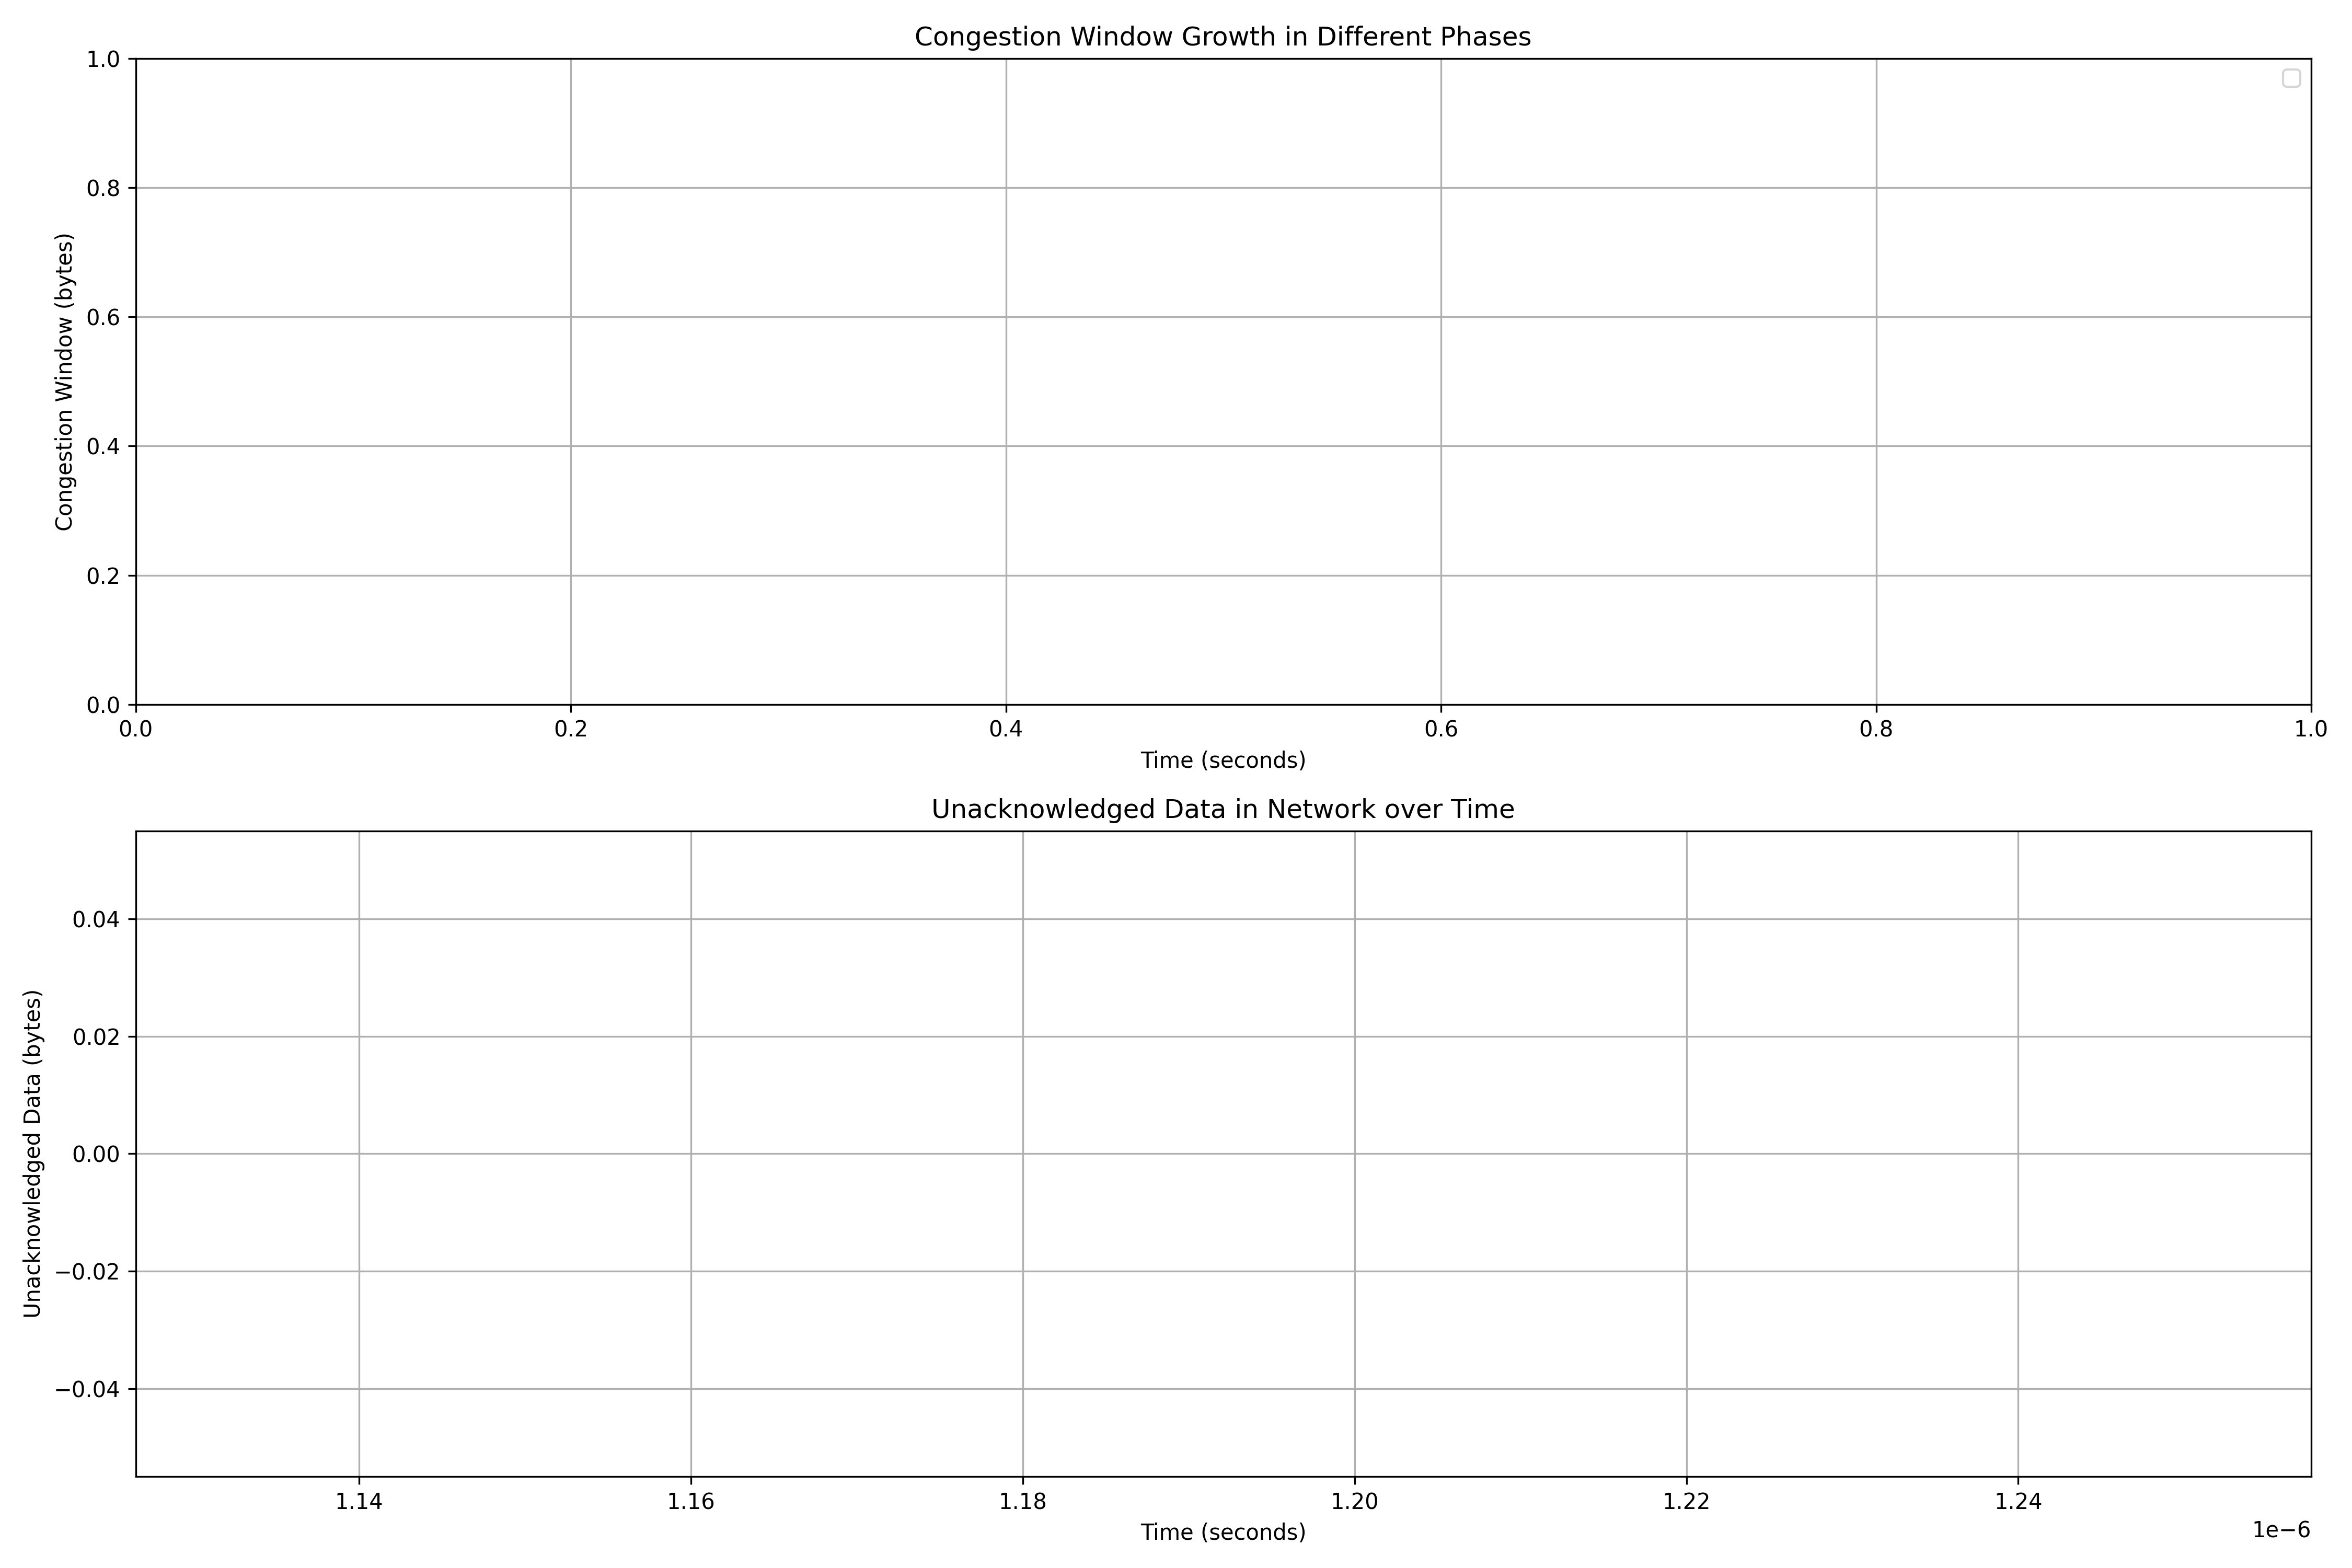 Congestion Window Growth in Different Phases
Congestion Window (bytes)
1.0
0.8
0.6
0.4
0.2
0.0
0.0 0.2 0.4 0.6 0.8 1.0
Time (seconds)
Unacknowledged Data in Network over Time
Unacknowledged Data (bytes)
0.04
0.02
0.00
−0.02
−0.04
1.14 1.16 1.18 1.20 1.22 1.24
Time (seconds)
1e−6